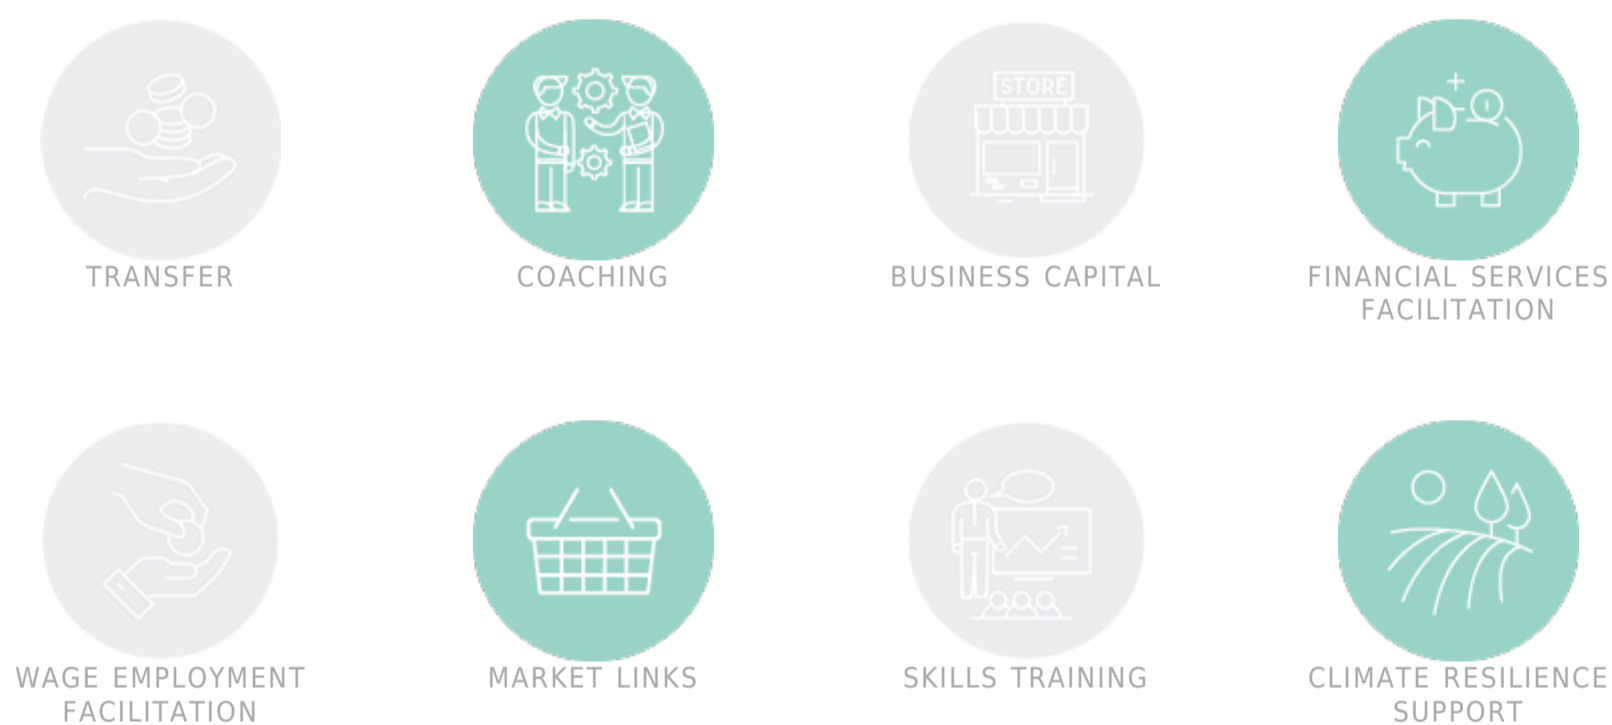 STORE
TRANSFER
COACHING
BUSINESS CAPITAL
FINANCIAL SERVICES
FACILITATION
WAGE EMPLOYMENT
FACILITATION
MARKET LINKS
SKILLS TRAINING
CLIMATE RESILIENCE
SUPPORT